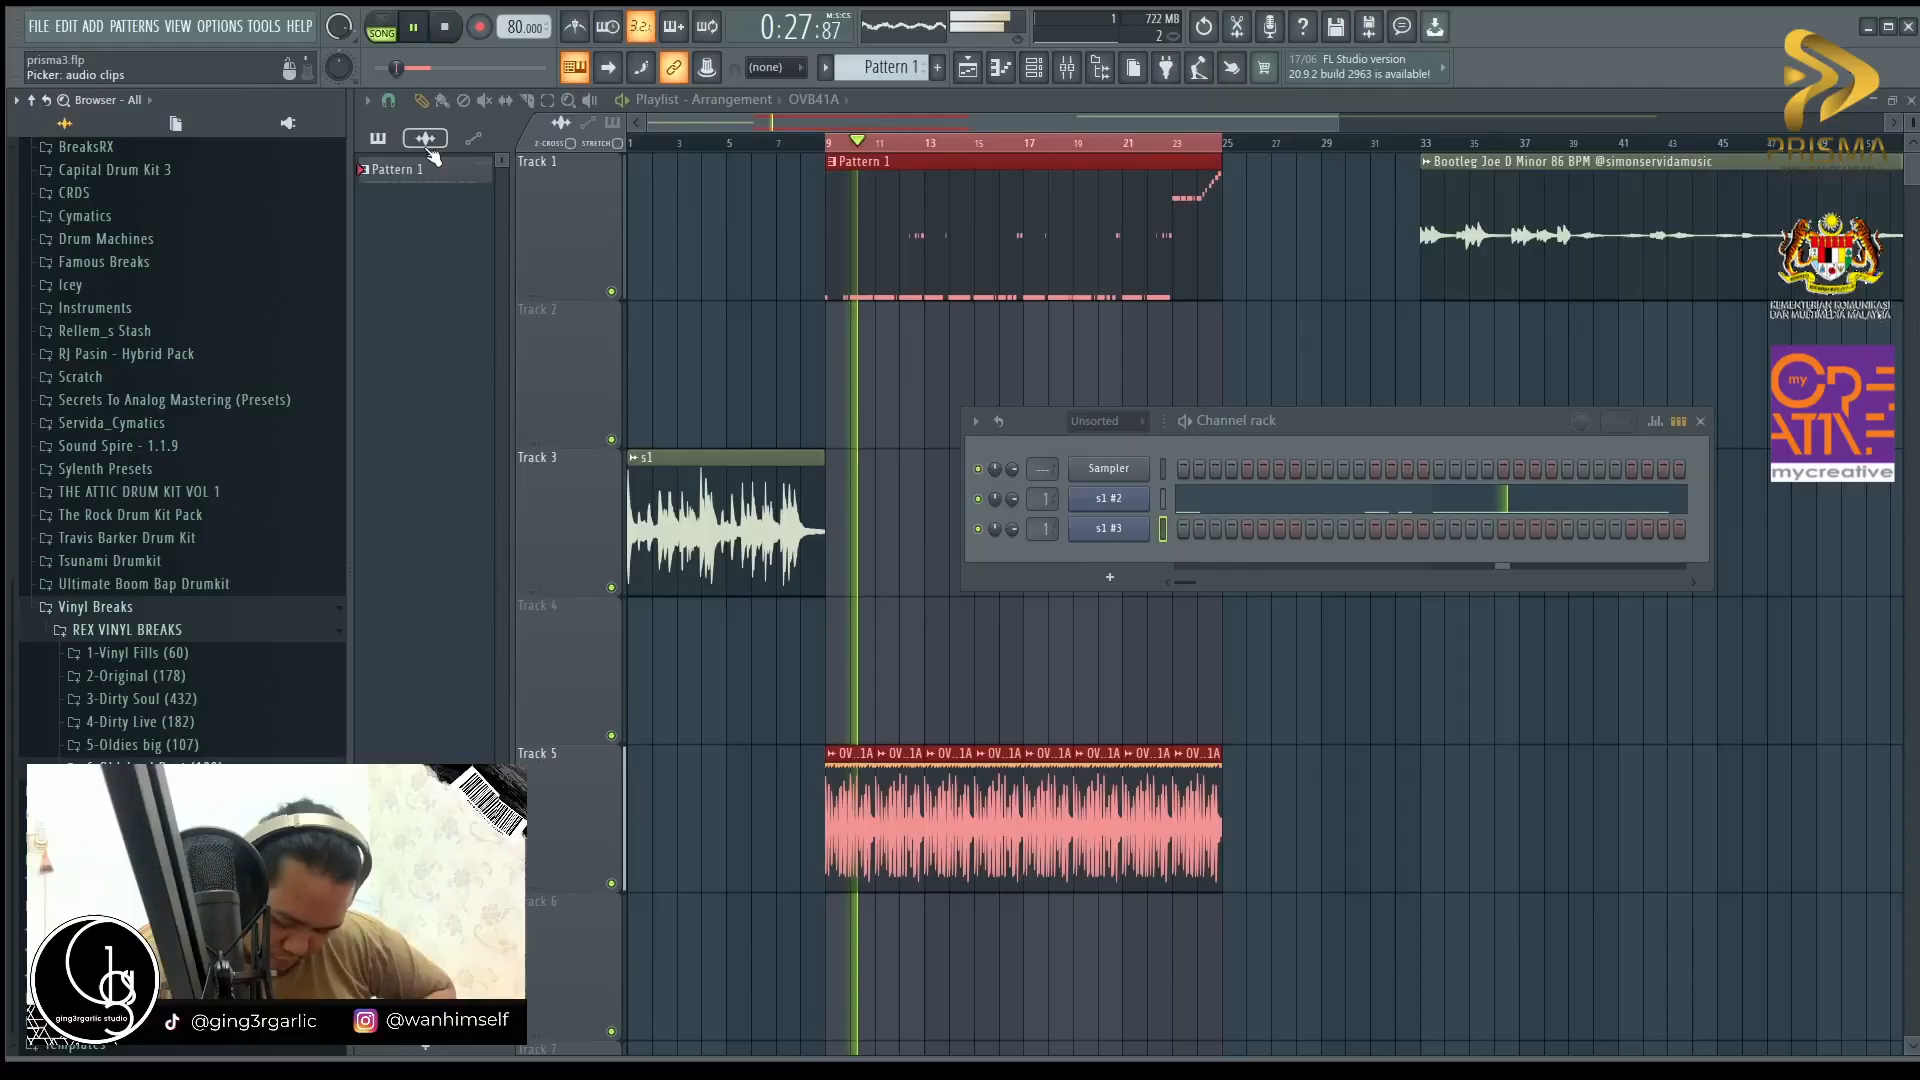 FILE EDIT ADD PATTERNS VIEW OPTIONS TOOLS HELP
SONG
80.000
3.2.
0:27:87
M:S:CS
1
722 MB
2
prisma3.flp
Picker: audio clips
(none)
Pattern 1
+
17/06 FL Studio version
20.9.2 build 2963 is available!
Browser - All
Playlist - Arrangement
OVB41A
PRISMA
Z-CROSS
STRETCH
1 3 5 7 9 11 13 15 17 19 21 23 25 27 29 31 33 35 37 39 41 43 45 47 49
Pattern 1
BreaksRX
Capital Drum Kit 3
CRDS
Cymatics
Drum Machines
Famous Breaks
Icey
Instruments
Rellem_s Stash
RJ Pasin - Hybrid Pack
Scratch
Secrets To Analog Mastering (Presets)
Servida_Cymatics
Sound Spire - 1.1.9
Sylenth Presets
THE ATTIC DRUM KIT VOL 1
The Rock Drum Kit Pack
Travis Barker Drum Kit
Tsunami Drumkit
Ultimate Boom Bap Drumkit
Vinyl Breaks
REX VINYL BREAKS
1-Vinyl Fills (60)
2-Original (178)
3-Dirty Soul (432)
4-Dirty Live (182)
5-Oldies big (107)
Templates
Track 1
Pattern 1
Bootleg Joe D Minor 86 BPM @simonservidamusic
Track 2
Track 3
s1
Track 4
Track 5
OV..1A OV..1A OV..1A OV..1A OV..1A OV..1A OV..1A OV..1A
Track 6
Track 7
Unsorted
Channel rack
--- Sampler
1 s1 #2
1 s1 #3
+
KEMENTERIAN KOMUNIKASI
DAN MULTIMEDIA MALAYSIA
my
CREATIVE
mycreative
ging3rgarlic studio
@ging3rgarlic
@wanhimself